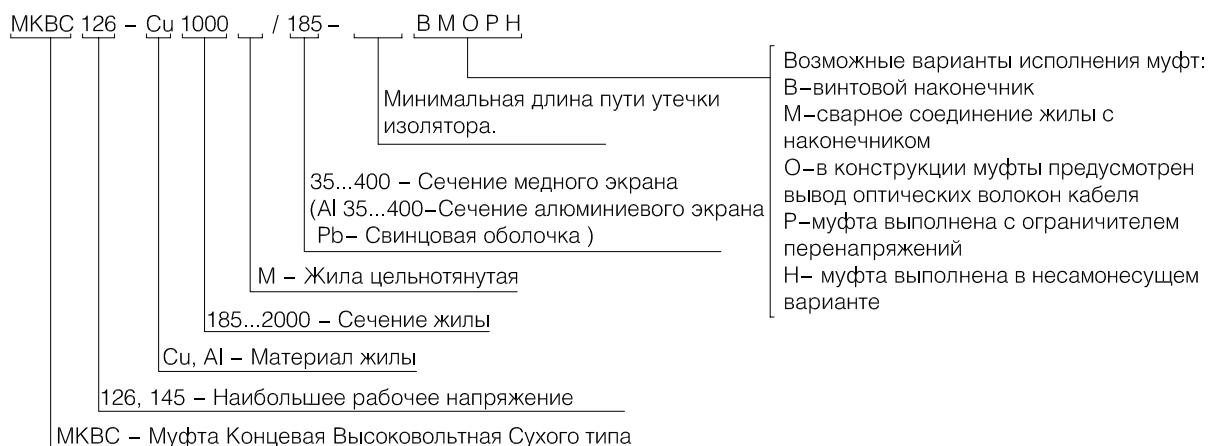 МКВС 126 – Cu 1000 __ / 185 – ___ В М О Р Н
Возможные варианты исполнения муфт:
В–винтовой наконечник
М–сварное соединение жилы с
наконечником
О–в конструкции муфты предусмотрен
вывод оптических волокон кабеля
Р–муфта выполнена с ограничителем
перенапряжений
Н– муфта выполнена в несамонесущем
варианте
Минимальная длина пути утечки
изолятора.
35...400 – Сечение медного экрана
(Al 35...400–Сечение алюминиевого экрана
Pb– Свинцовая оболочка )
М – Жила цельнотянутая
185...2000 – Сечение жилы
Cu, Al – Материал жилы
126, 145 – Наибольшее рабочее напряжение
МКВС – Муфта Концевая Высоковольтная Сухого типа